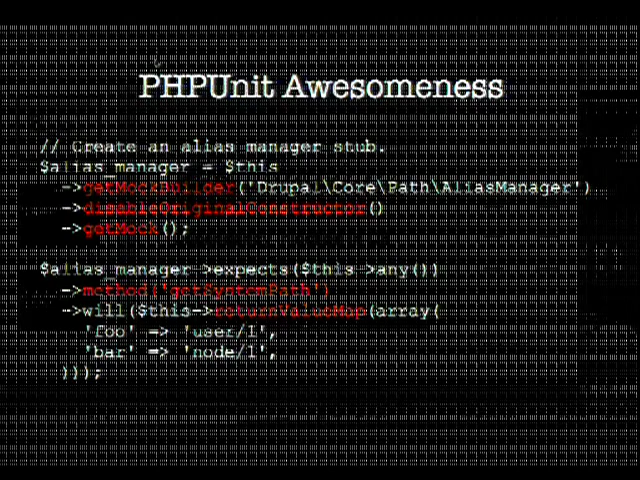 PHPUnit Awesomeness
// Create an alias manager stub.
$alias_manager = $this
->getMockBuilder('Drupal\Core\Path\AliasManager')
->disableOriginalConstructor()
->getMock();
$alias_manager->expects($this->any())
->method('getSystemPath')
->will($this->returnValueMap(array(
'foo' => 'user/1',
'bar' => 'node/1',
)));